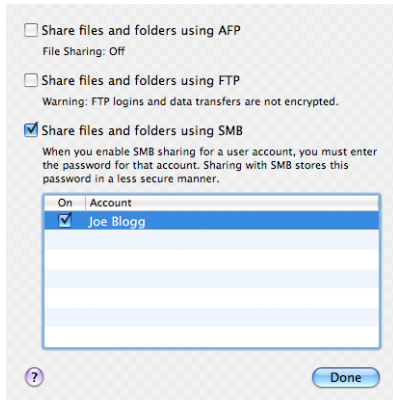 Share files and folders using AFP
File Sharing: Off
Share files and folders using FTP
Warning: FTP logins and data transfers are not encrypted.
Share files and folders using SMB
When you enable SMB sharing for a user account, you must enter
the password for that account. Sharing with SMB stores this
password in a less secure manner.
On Account
Joe Blogg
? Done